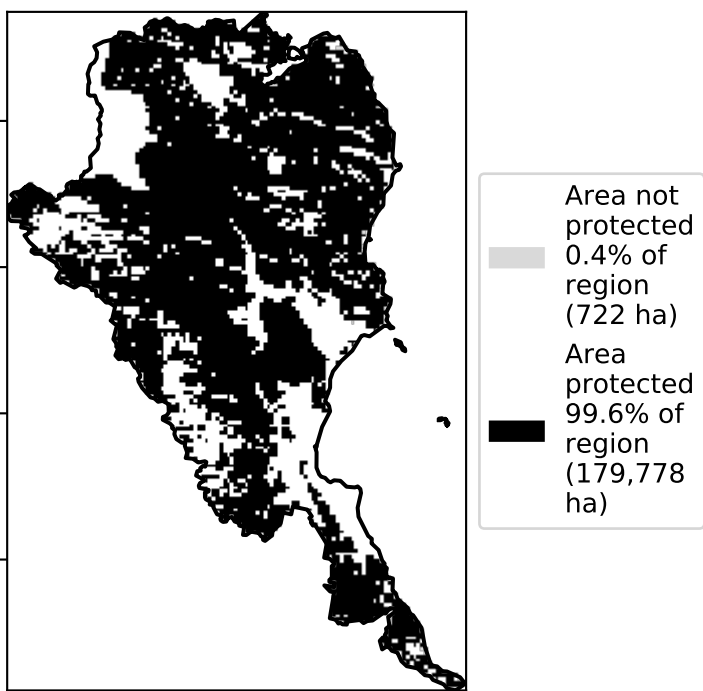 Area not
protected
0.4% of
region
(722 ha)
Area
protected
99.6% of
region
(179,778
ha)